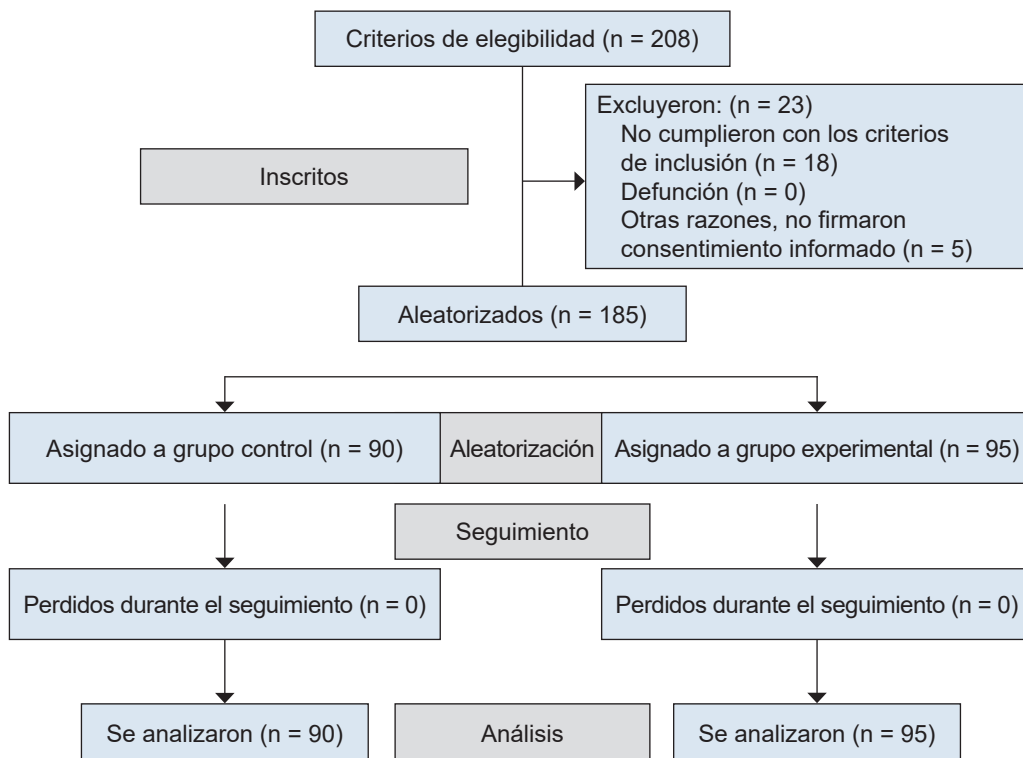 Criterios de elegibilidad (n = 208)
Excluyeron: (n = 23)
No cumplieron con los criterios
de inclusión (n = 18)
Defunción (n = 0)
Otras razones, no firmaron
consentimiento informado (n = 5)
Inscritos
Aleatorizados (n = 185)
Asignado a grupo control (n = 90)
Aleatorización
Asignado a grupo experimental (n = 95)
Seguimiento
Perdidos durante el seguimiento (n = 0)
Perdidos durante el seguimiento (n = 0)
Se analizaron (n = 90)
Análisis
Se analizaron (n = 95)